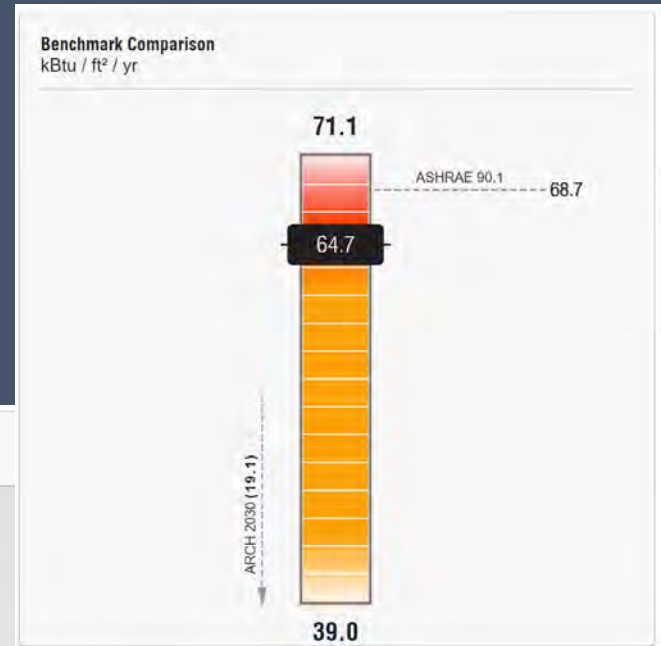 Benchmark Comparison
kBtu / ft² / yr
71.1
ASHRAE 90.1
68.7
64.7
ARCH 2030 (19.1)
39.0